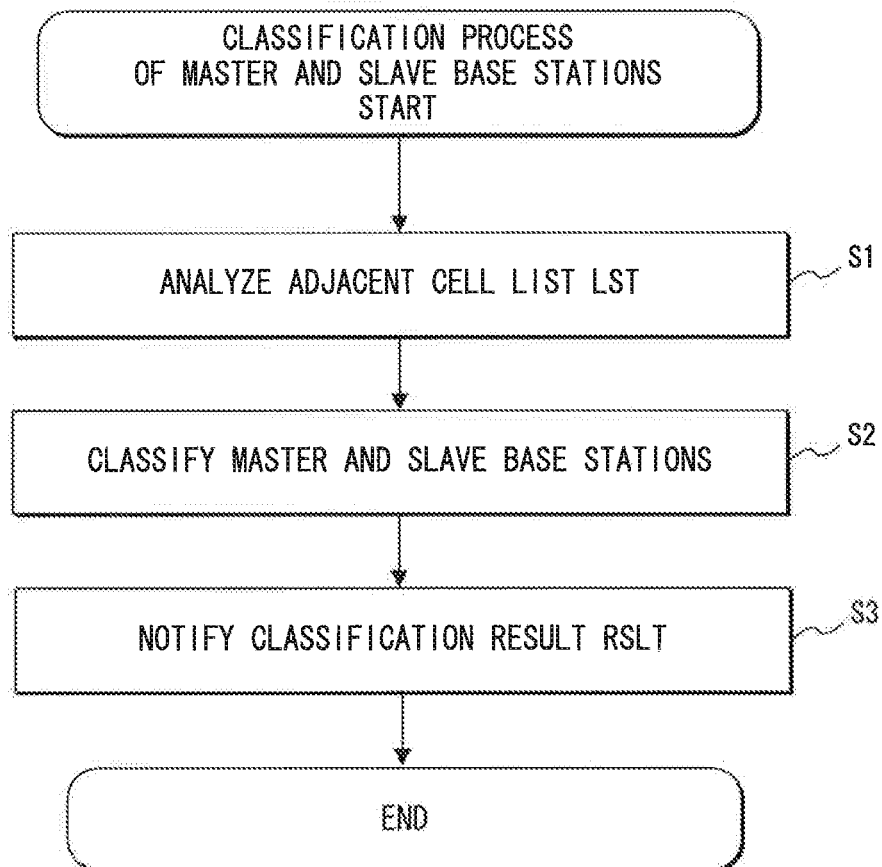 CLASSIFICATION PROCESS
OF MASTER AND SLAVE BASE STATIONS
START
ANALYZE ADJACENT CELL LIST LST
S1
CLASSIFY MASTER AND SLAVE BASE STATIONS
S2
NOTIFY CLASSIFICATION RESULT RSLT
S3
END